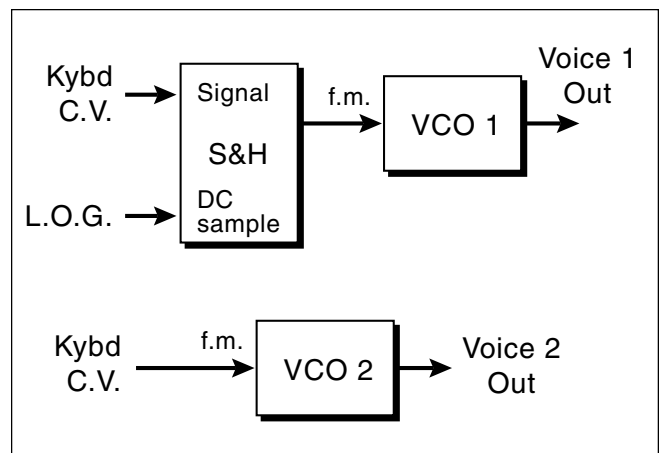 Kybd
C.V.
L.O.G.
Signal
S&H
DC
sample
f.m.
VCO 1
Voice 1
Out
Kybd
C.V.
f.m.
VCO 2
Voice 2
Out